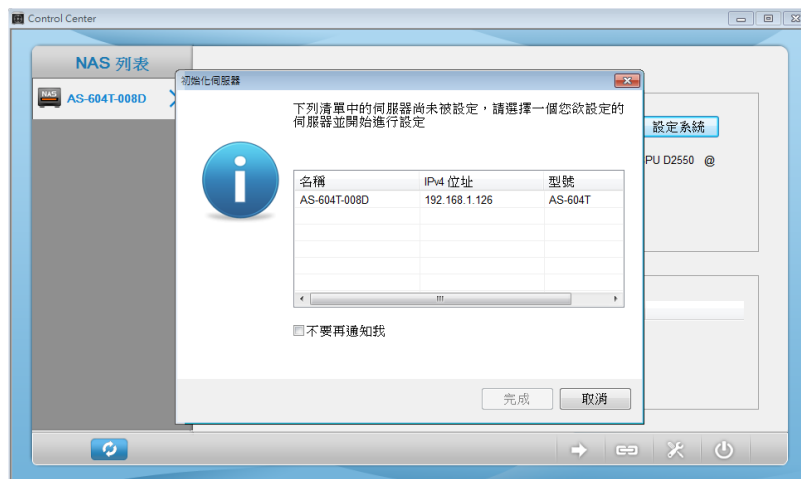 Control Center
NAS 列表
NAS
AS-604T-008D
初始化伺服器
下列清單中的伺服器尚未被設定，請選擇一個您欲設定的
伺服器並開始進行設定
名稱 IPv4 位址 型號
AS-604T-008D 192.168.1.126 AS-604T
不要再通知我
完成 取消
設定系統
PU D2550 @